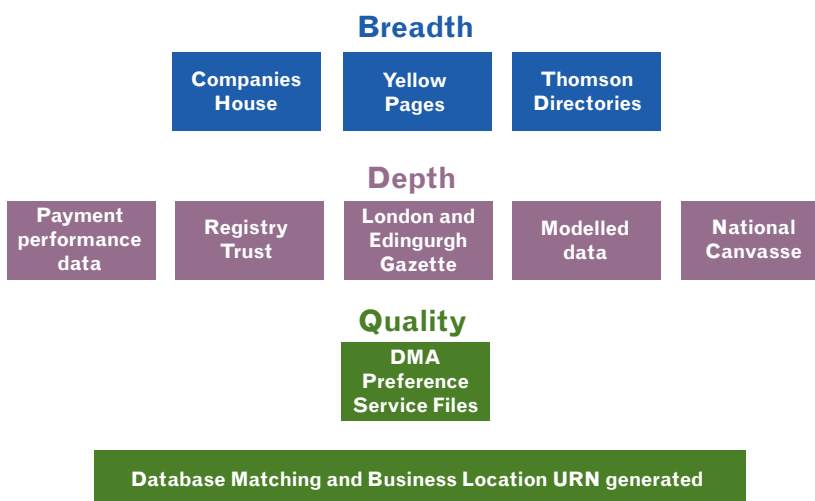 Breadth
Companies
House
Yellow
Pages
Thomson
Directories
Depth
Payment
performance
data
Registry
Trust
London and
Edingurgh
Gazette
Modelled
data
National
Canvasse
Quality
DMA
Preference
Service Files
Database Matching and Business Location URN generated